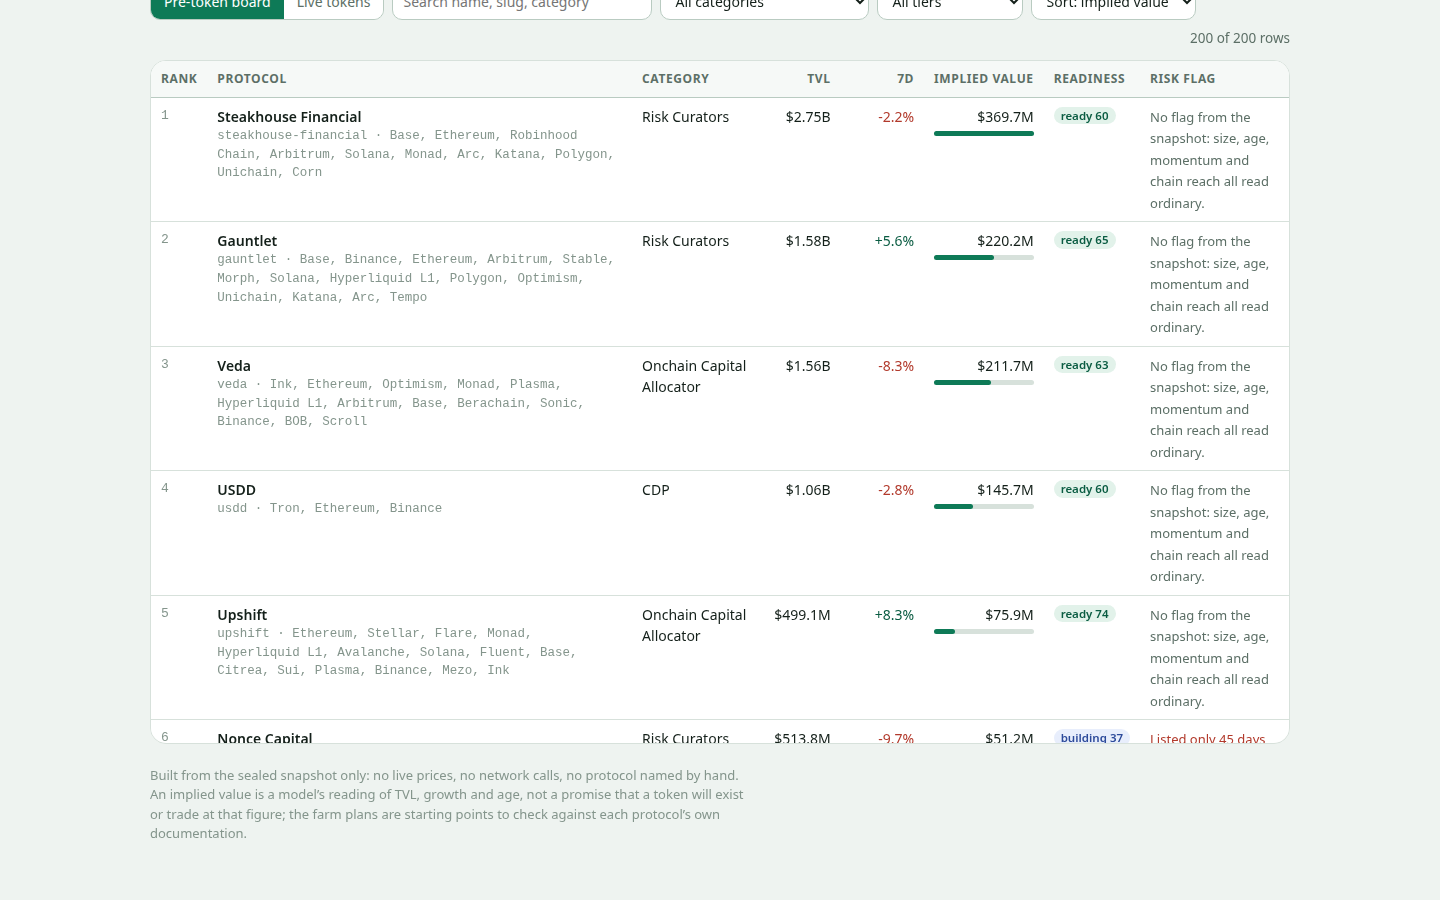 Pre-token board Live tokens Search name, slug, category All categories All tiers Sort: Implied value
200 of 200 rows
RANK PROTOCOL CATEGORY TVL 7D IMPLIED VALUE READINESS RISK FLAG
1 Steakhouse Financial Risk Curators $2.75B -2.2% $369.7M ready 60 No flag from the
steakhouse-financial · Base, Ethereum, Robinhood snapshot: size, age,
Chain, Arbitrum, Solana, Monad, Arc, Katana, Polygon, momentum and
Unichain, Corn chain reach all read
ordinary.
2 Gauntlet Risk Curators $1.58B +5.6% $220.2M ready 65 No flag from the
gauntlet · Base, Binance, Ethereum, Arbitrum, Stable, snapshot: size, age,
Morph, Solana, Hyperliquid L1, Polygon, Optimism, momentum and
Unichain, Katana, Arc, Tempo chain reach all read
ordinary.
3 Veda Onchain Capital $1.56B -8.3% $211.7M ready 63 No flag from the
veda · Ink, Ethereum, Optimism, Monad, Plasma, Allocator snapshot: size, age,
Hyperliquid L1, Arbitrum, Base, Berachain, Sonic, momentum and
Binance, BOB, Scroll chain reach all read
ordinary.
4 USDD CDP $1.06B -2.8% $145.7M ready 60 No flag from the
usdd · Tron, Ethereum, Binance snapshot: size, age,
momentum and
chain reach all read
ordinary.
5 Upshift Onchain Capital $499.1M +8.3% $75.9M ready 74 No flag from the
upshift · Ethereum, Stellar, Flare, Monad, Allocator snapshot: size, age,
Hyperliquid L1, Avalanche, Solana, Fluent, Base, momentum and
Citrea, Sui, Plasma, Binance, Mezo, Ink chain reach all read
ordinary.
6 Nonce Capital Risk Curators $513.8M -9.7% $51.2M building 37 Listed only 45 days
Built from the sealed snapshot only: no live prices, no network calls, no protocol named by hand.
An implied value is a model’s reading of TVL, growth and age, not a promise that a token will exist
or trade at that figure; the farm plans are starting points to check against each protocol’s own
documentation.